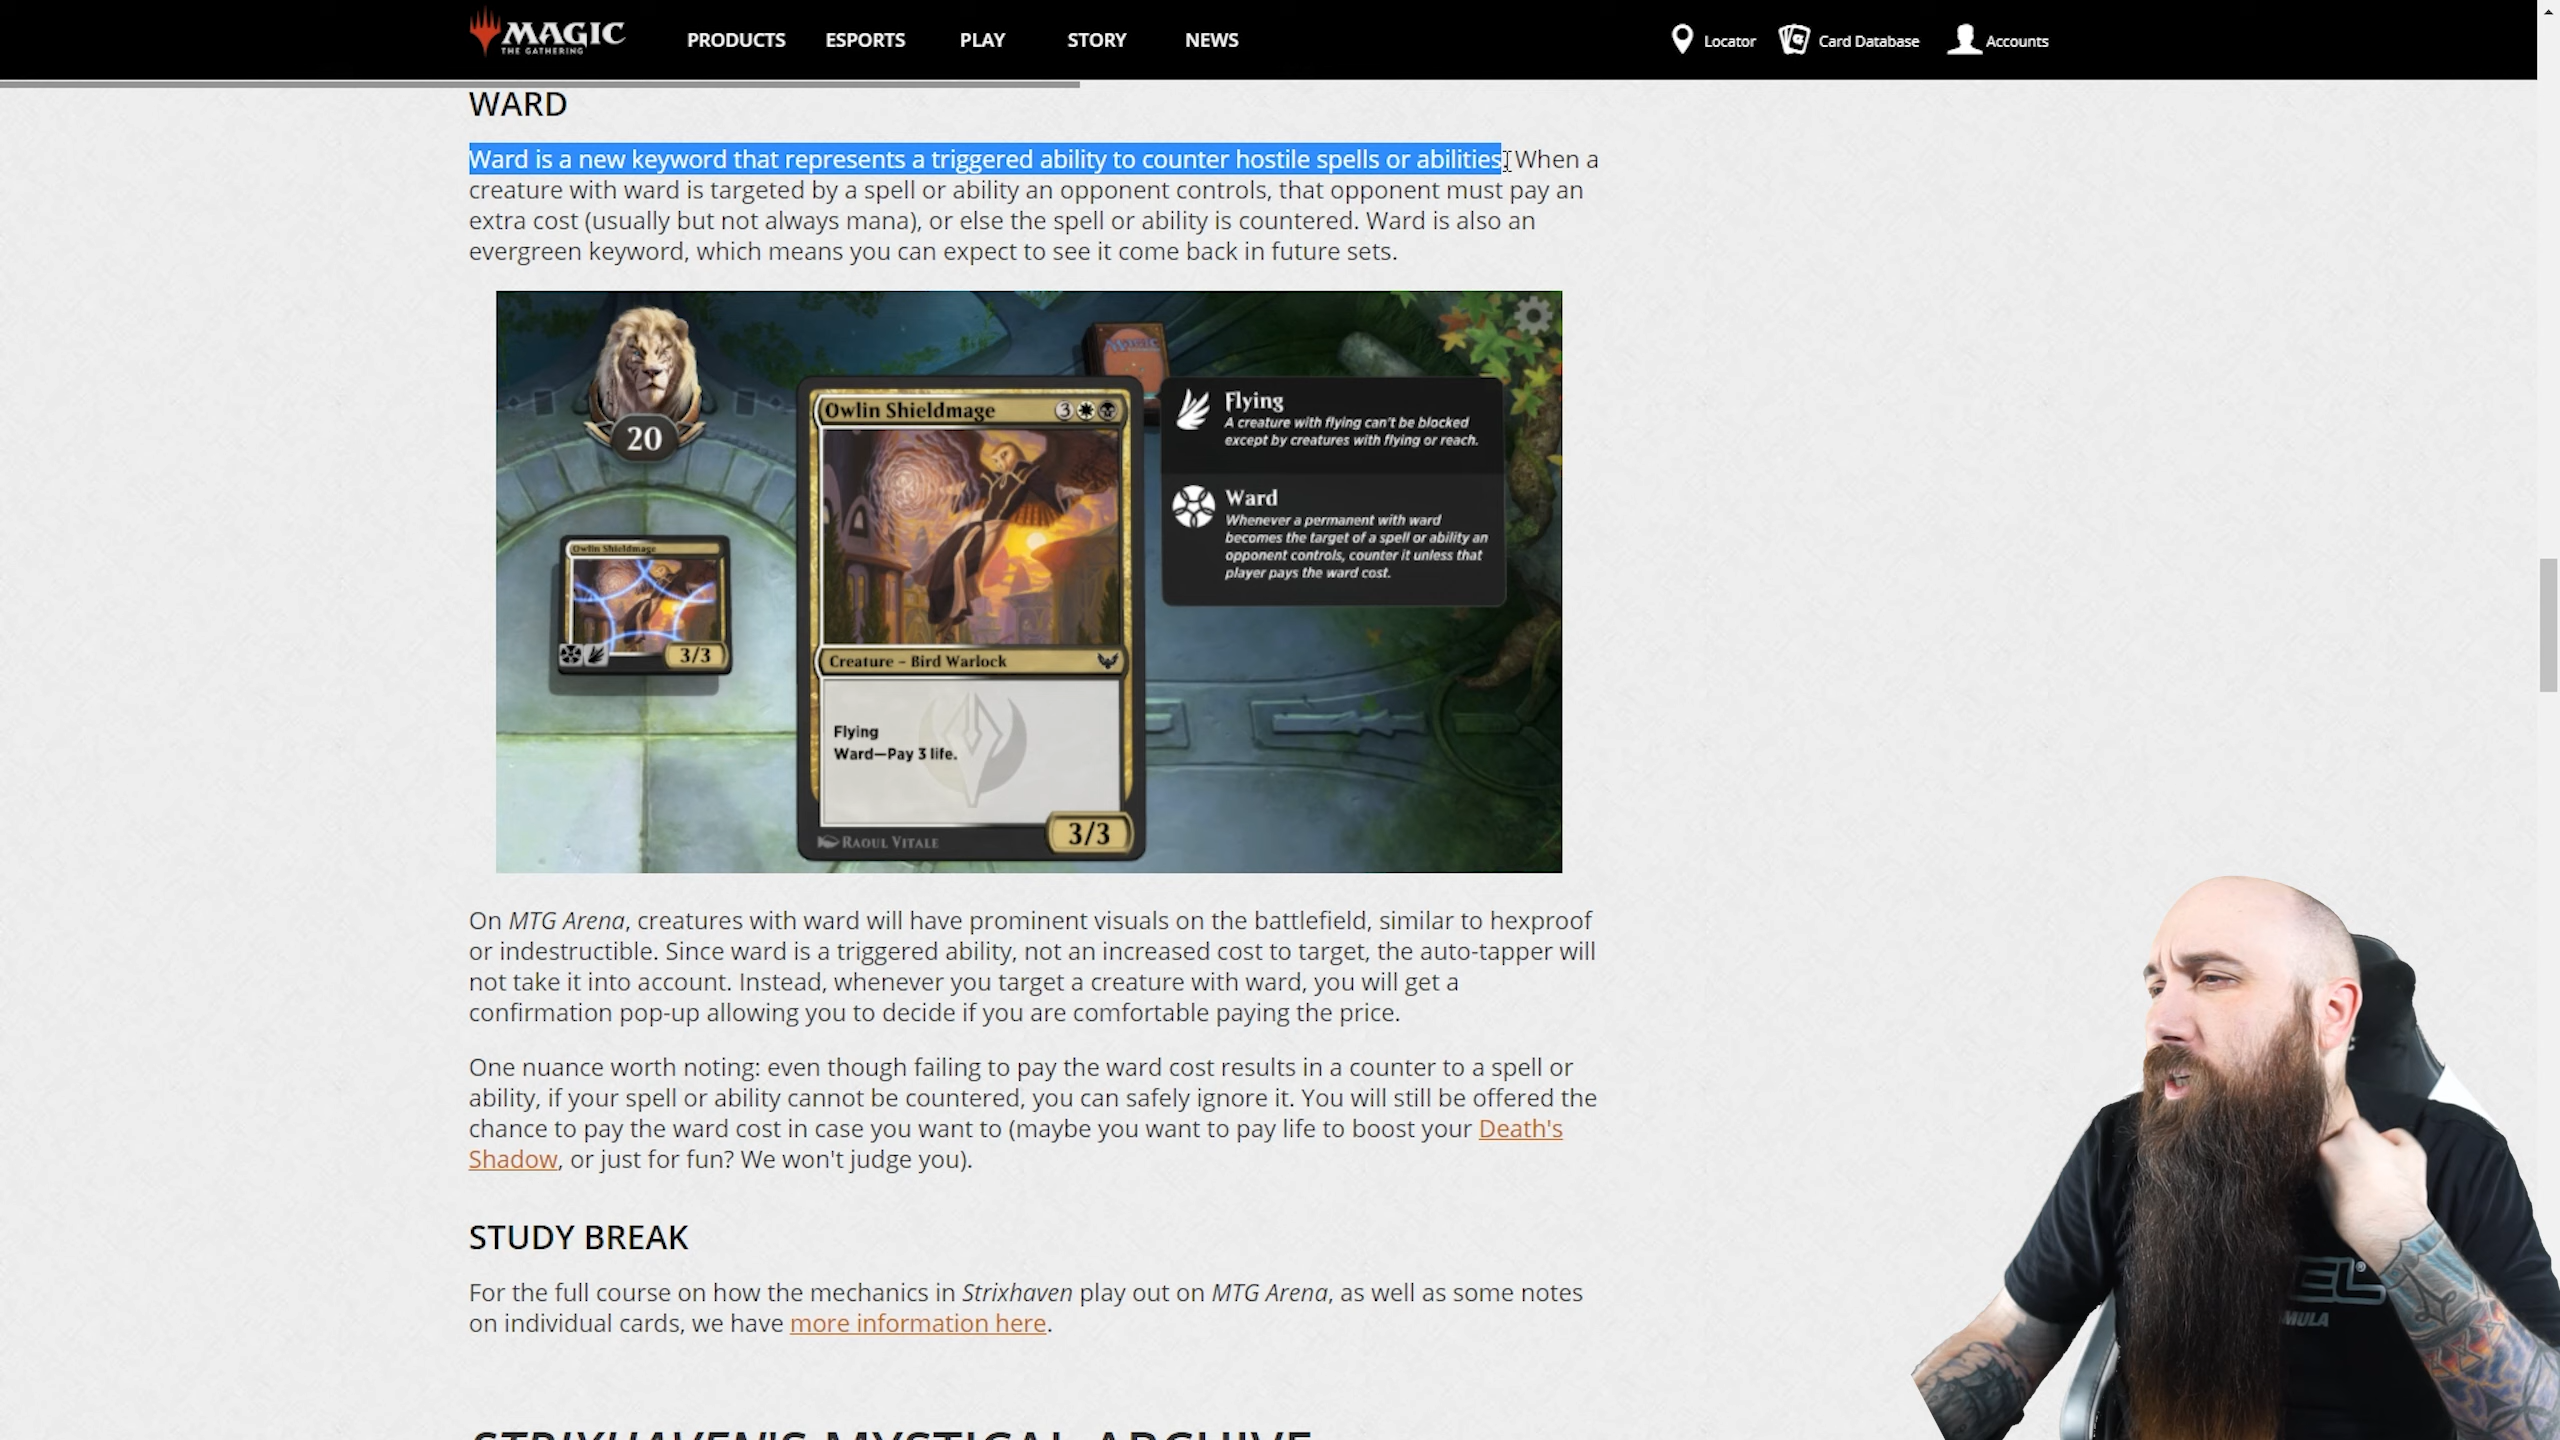 MAGIC
THE GATHERING
PRODUCTS ESPORTS PLAY STORY NEWS
Locator Card Database Accounts
WARD
Ward is a new keyword that represents a triggered ability to counter hostile spells or abilities. When a
creature with ward is targeted by a spell or ability an opponent controls, that opponent must pay an
extra cost (usually but not always mana), or else the spell or ability is countered. Ward is also an
evergreen keyword, which means you can expect to see it come back in future sets.
MAGIC
20
Owlin Shieldmage
3/3
Owlin Shieldmage 3
Creature – Bird Warlock
Flying
Ward—Pay 3 life.
RAOUL VITALE
3/3
Flying
A creature with flying can't be blocked
except by creatures with flying or reach.
Ward
Whenever a permanent with ward
becomes the target of a spell or ability an
opponent controls, counter it unless that
player pays the ward cost.
On MTG Arena, creatures with ward will have prominent visuals on the battlefield, similar to hexproof
or indestructible. Since ward is a triggered ability, not an increased cost to target, the auto-tapper will
not take it into account. Instead, whenever you target a creature with ward, you will get a
confirmation pop-up allowing you to decide if you are comfortable paying the price.
One nuance worth noting: even though failing to pay the ward cost results in a counter to a spell or
ability, if your spell or ability cannot be countered, you can safely ignore it. You will still be offered the
chance to pay the ward cost in case you want to (maybe you want to pay life to boost your Death's
Shadow, or just for fun? We won't judge you).
STUDY BREAK
For the full course on how the mechanics in Strixhaven play out on MTG Arena, as well as some notes
on individual cards, we have more information here.
STRIXHAVEN'S MYSTICAL ARCHIVE